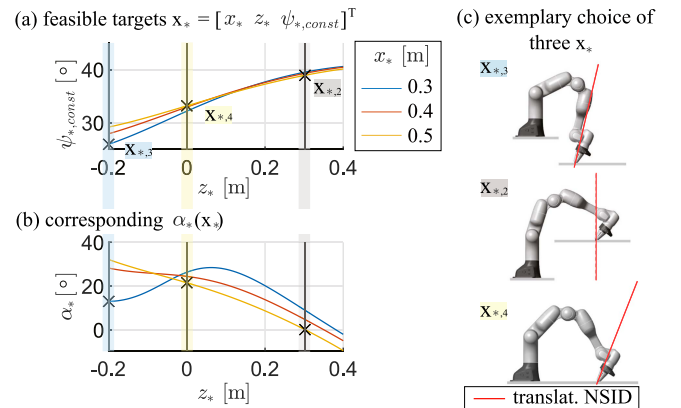 (a) feasible targets x* = [x* z* ψ*,const]ᵀ
ψ*,const [°]
40
30
-0.2 0 0.2 0.4
z* [m]
x*,3
x*,4
x*,2
x* [m]
0.3
0.4
0.5
(b) corresponding α*(x*)
α* [°]
40
20
0
-0.2 0 0.2 0.4
z* [m]
(c) exemplary choice of
three x*
x*,3
x*,2
x*,4
translat. NSID